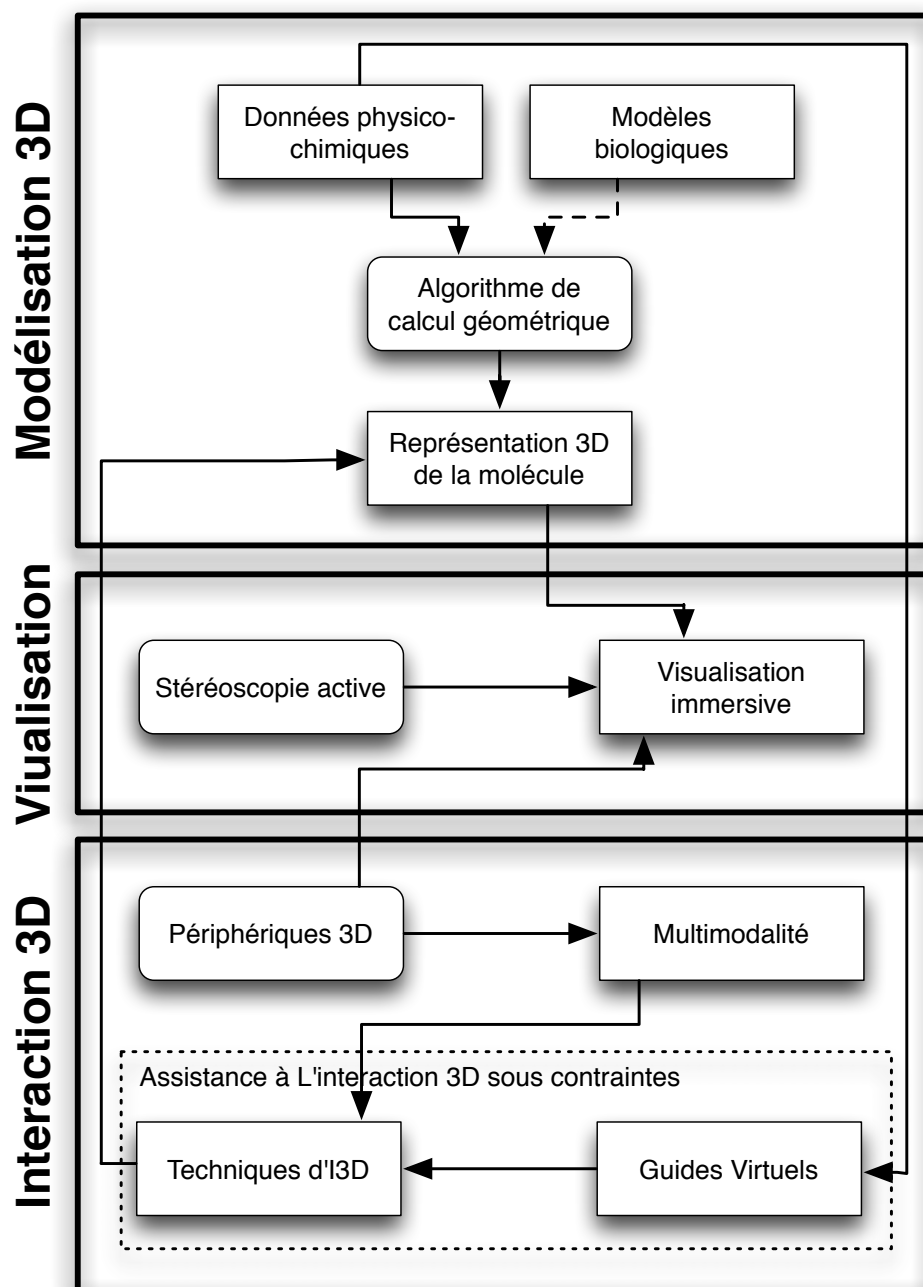 Modélisation 3D
Données physico-
chimiques
Modèles
biologiques
Algorithme de
calcul géométrique
Représentation 3D
de la molécule
Viualisation
Stéréoscopie active
Visualisation
immersive
Interaction 3D
Périphériques 3D
Multimodalité
Assistance à L'interaction 3D sous contraintes
Techniques d'I3D
Guides Virtuels